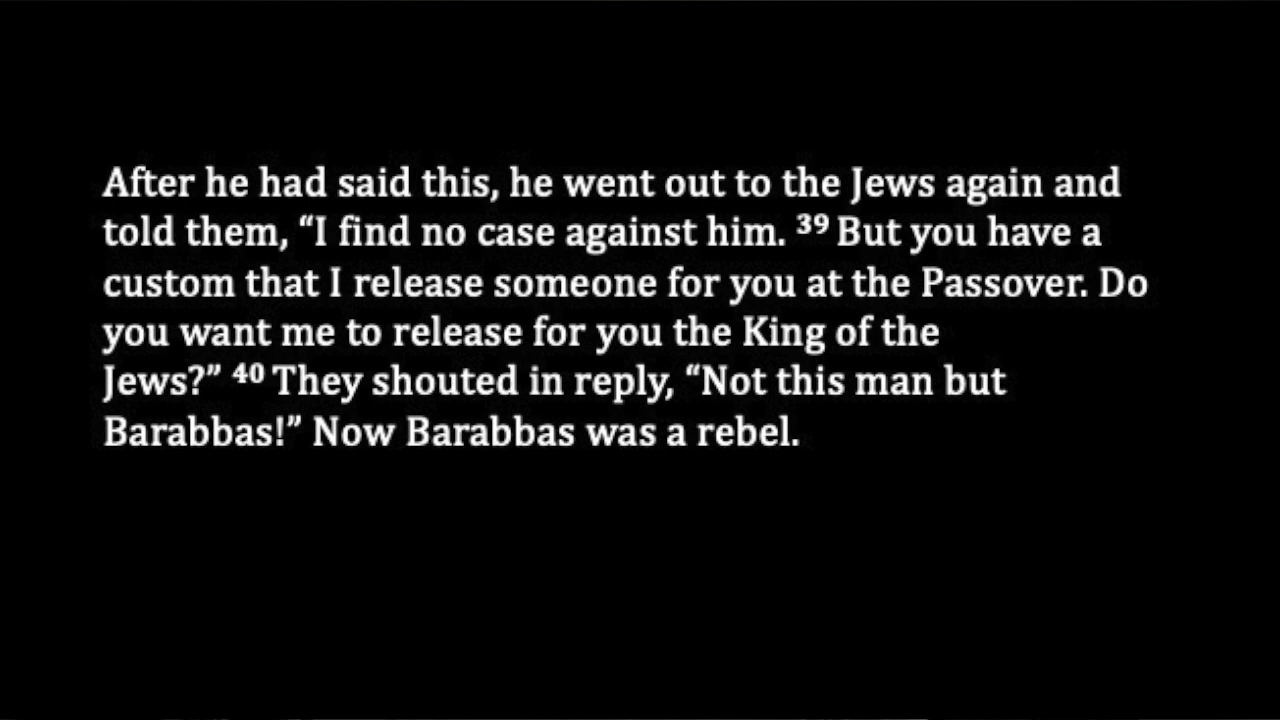 After he had said this, he went out to the Jews again and
told them, “I find no case against him. ³⁹ But you have a
custom that I release someone for you at the Passover. Do
you want me to release for you the King of the
Jews?” ⁴⁰ They shouted in reply, “Not this man but
Barabbas!” Now Barabbas was a rebel.